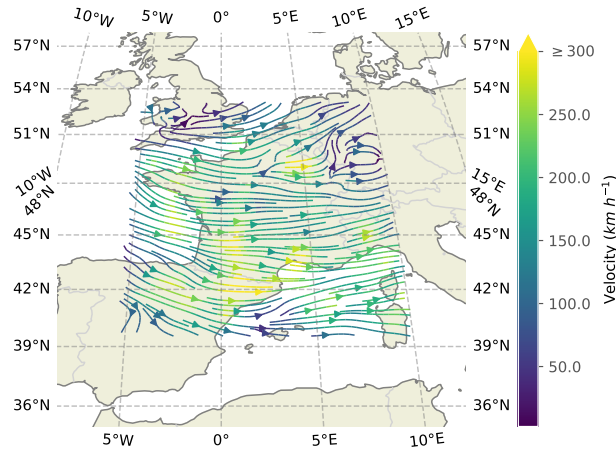 10°W 5°W 0° 5°E 10°E 15°E
57°N 57°N ≥ 300
54°N 54°N
250.0
51°N 51°N
200.0
10°W 15°E
48°N 48°N
45°N 45°N
150.0
42°N 42°N
100.0
39°N 39°N
50.0
36°N 36°N
5°W 0° 5°E 10°E
Velocity (km h⁻¹)